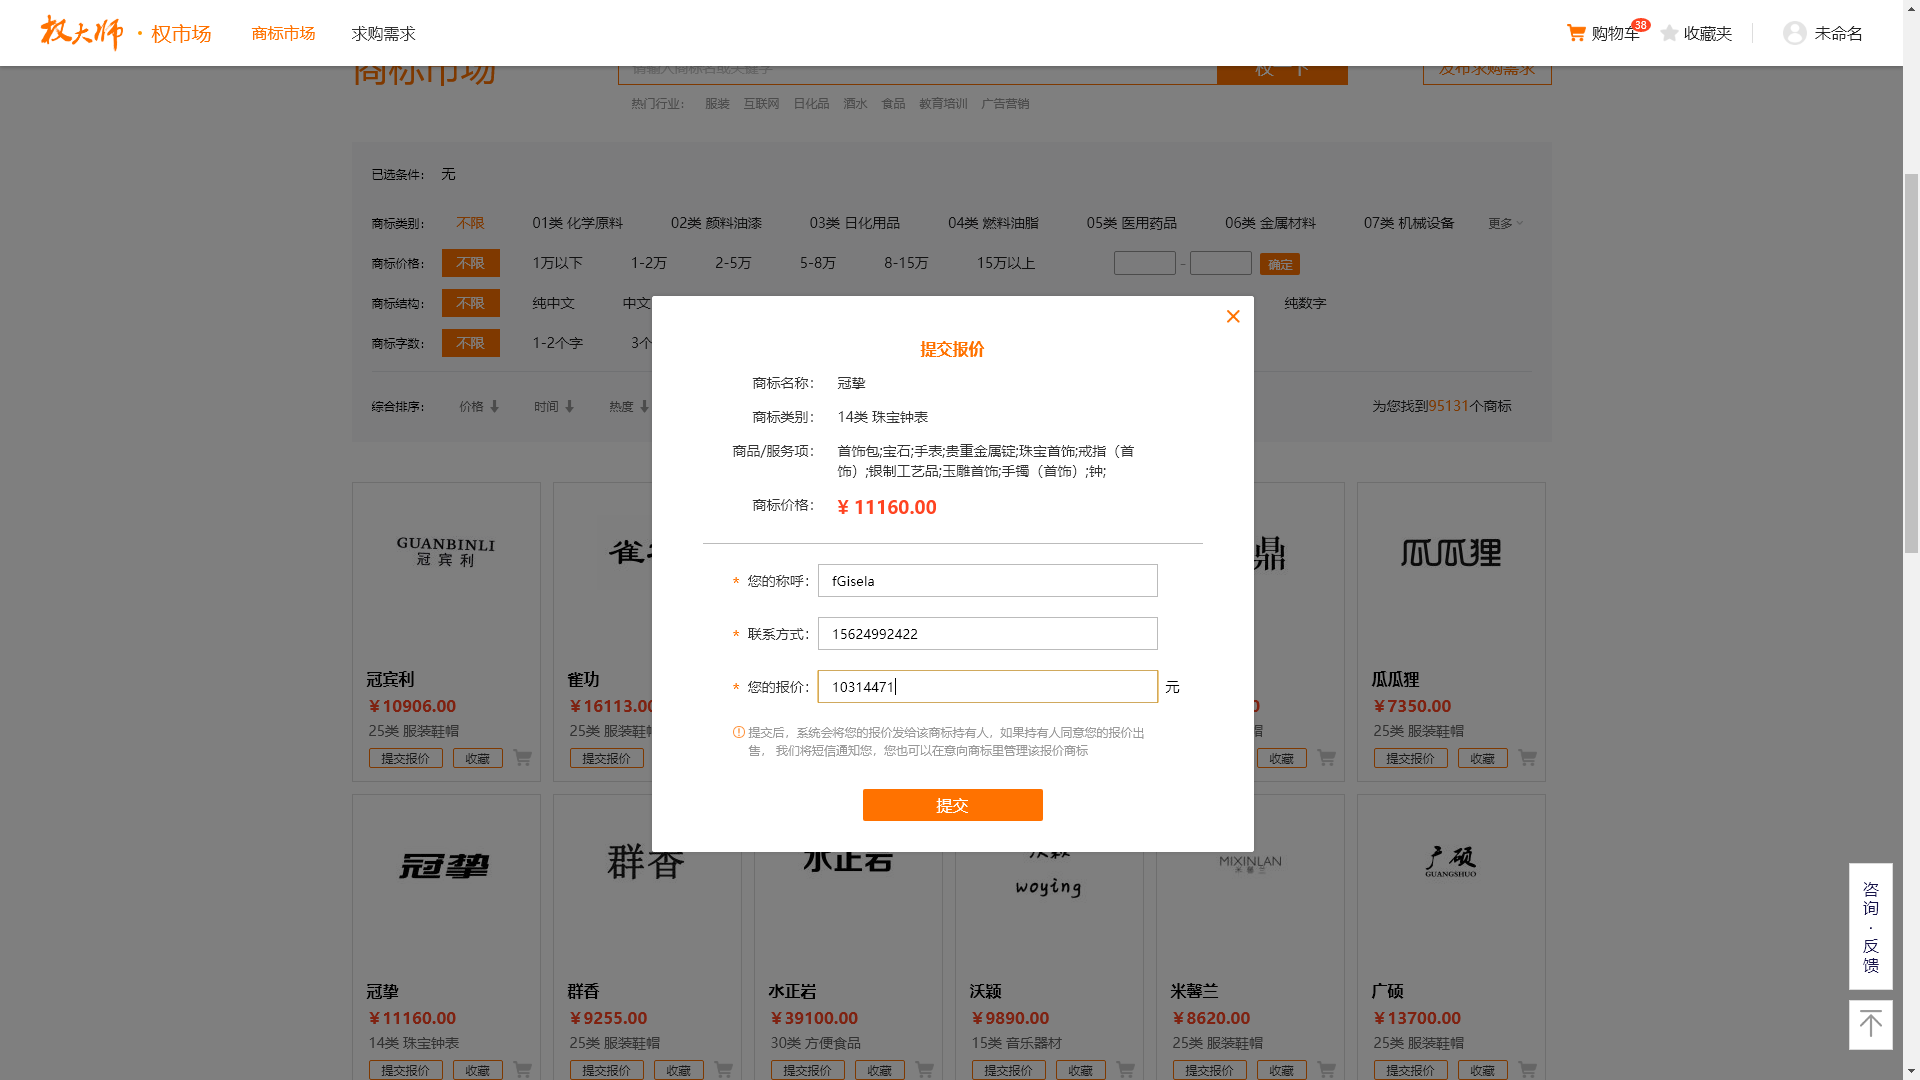 权大师 · 权市场 商标市场 求购需求 购物车 38 收藏夹 未命名
商标市场 请输入商标名或关键字 权一下 发布求购需求
热门行业： 服装 互联网 日化品 酒水 食品 教育培训 广告营销
已选条件： 无
商标类别： 不限 01类 化学原料 02类 颜料油漆 03类 日化用品 04类 燃料油脂 05类 医用药品 06类 金属材料 07类 机械设备 更多
商标价格： 不限 1万以下 1-2万 2-5万 5-8万 8-15万 15万以上 - 确定
商标结构： 不限 纯中文 中文 纯数字
商标字数： 不限 1-2个字 3个
综合排序： 价格 时间 热度 为您找到95131个商标
提交报价
商标名称： 冠挚
商标类别： 14类 珠宝钟表
商品/服务项： 首饰包;宝石;手表;贵重金属锭;珠宝首饰;戒指（首
饰）;银制工艺品;玉雕首饰;手镯（首饰）;钟;
商标价格： ¥ 11160.00
* 您的称呼： fGisela
* 联系方式： 15624992422
* 您的报价： 10314471 元
提交后，系统会将您的报价发给该商标持有人，如果持有人同意您的报价出
售， 我们将短信通知您，您也可以在意向商标里管理该报价商标
提交
GUANBINLI
冠宾利
雀
鼎
瓜瓜狸
冠宾利 雀功 瓜瓜狸
￥10906.00 ￥16113.00 ￥7350.00
25类 服装鞋帽 25类 服装鞋帽 25类 服装鞋帽
提交报价 收藏 提交报价 收藏 提交报价 收藏
冠挚
群香
水正岩
沃颖
woying
MIXINLAN
米馨兰
广硕
GUANGSHUO
冠挚 群香 水正岩 沃颖 米馨兰 广硕
￥11160.00 ￥9255.00 ￥39100.00 ￥9890.00 ￥8620.00 ￥13700.00
14类 珠宝钟表 25类 服装鞋帽 30类 方便食品 15类 音乐器材 25类 服装鞋帽 25类 服装鞋帽
提交报价 收藏 提交报价 收藏 提交报价 收藏 提交报价 收藏 提交报价 收藏 提交报价 收藏
咨
询
·
反
馈